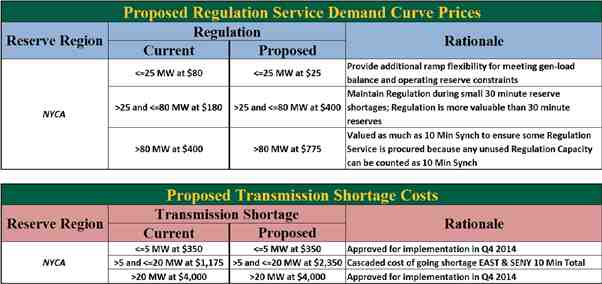 Proposed Regulation Service Demand Curve Prices
Reserve Region
Regulation
Rationale
Current
Proposed
NYCA
<=25 MW at $80
<=25 MW at $25
Provide additional ramp flexibility for meeting gen-load
balance and operating reserve constraints
>25 and <=80 MW at $180
>25 and <=80 MW at $400
Maintain Regulation during small 30 minute reserve
shortages; Regulation is more valuable than 30 minute
reserves
>80 MW at $400
>80 MW at $775
Valued as much as 10 Min Synch to ensure some Regulation
Service is procured because any unused Regulation Capacity
can be counted as 10 Min Synch
Proposed Transmission Shortage Costs
Reserve Region
Transmission Shortage
Rationale
Current
Proposed
NYCA
<=5 MW at $350
<=5 MW at $350
Approved for implementation in Q4 2014
>5 and <=20 MW at $1,175
>5 and <=20 MW at $2,350
Cascaded cost of going shortage EAST & SENY 10 Min Total
>20 MW at $4,000
>20 MW at $4,000
Approved for implementation in Q4 2014